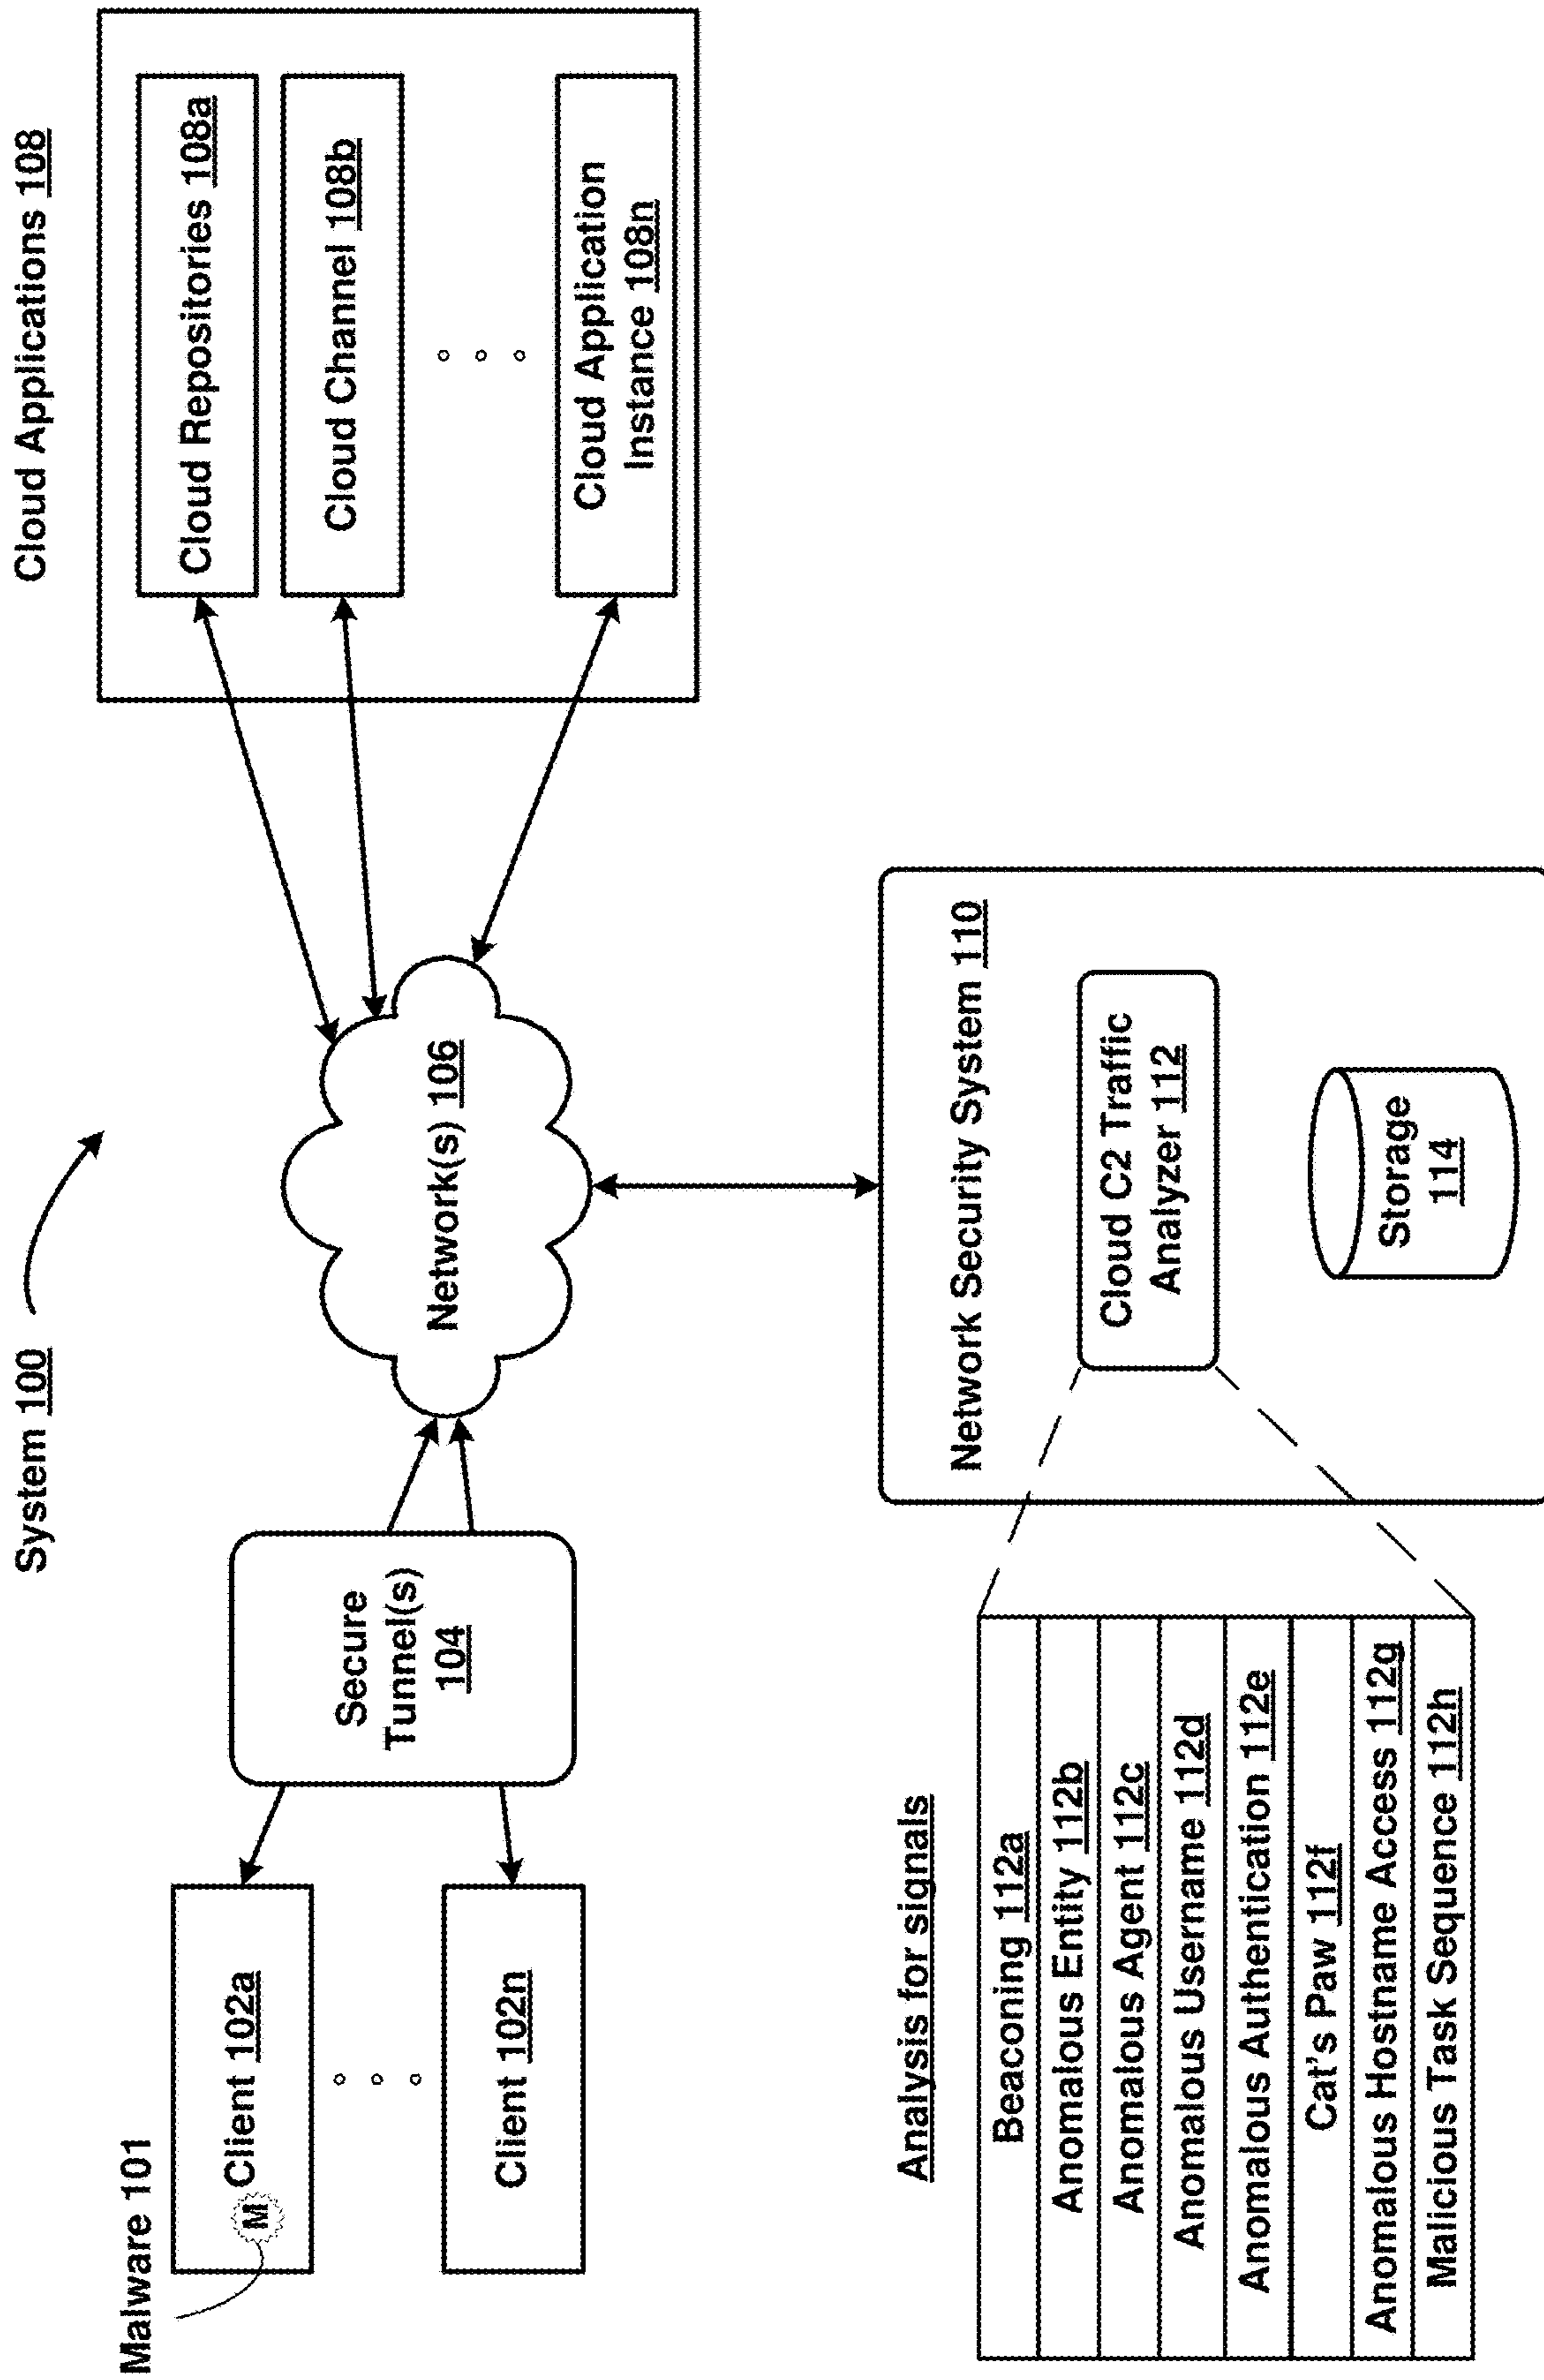 System 100
Cloud Applications 108
Malware 101
Client 102a
M
Client 102n
Secure
Tunnel(s)
104
Network(s) 106
Cloud Repositories 108a
Cloud Channel 108b
Cloud Application
Instance 108n
Analysis for signals
Beaconing 112a
Anomalous Entity 112b
Anomalous Agent 112c
Anomalous Username 112d
Anomalous Authentication 112e
Cat's Paw 112f
Anomalous Hostname Access 112g
Malicious Task Sequence 112h
Network Security System 110
Cloud C2 Traffic
Analyzer 112
Storage
114